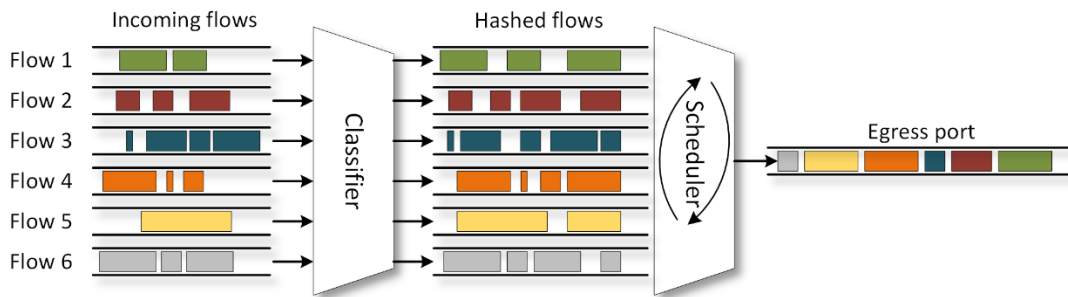 Incoming flows
Hashed flows
Flow 1
Flow 2
Flow 3
Flow 4
Flow 5
Flow 6
Classifier
Scheduler
Egress port